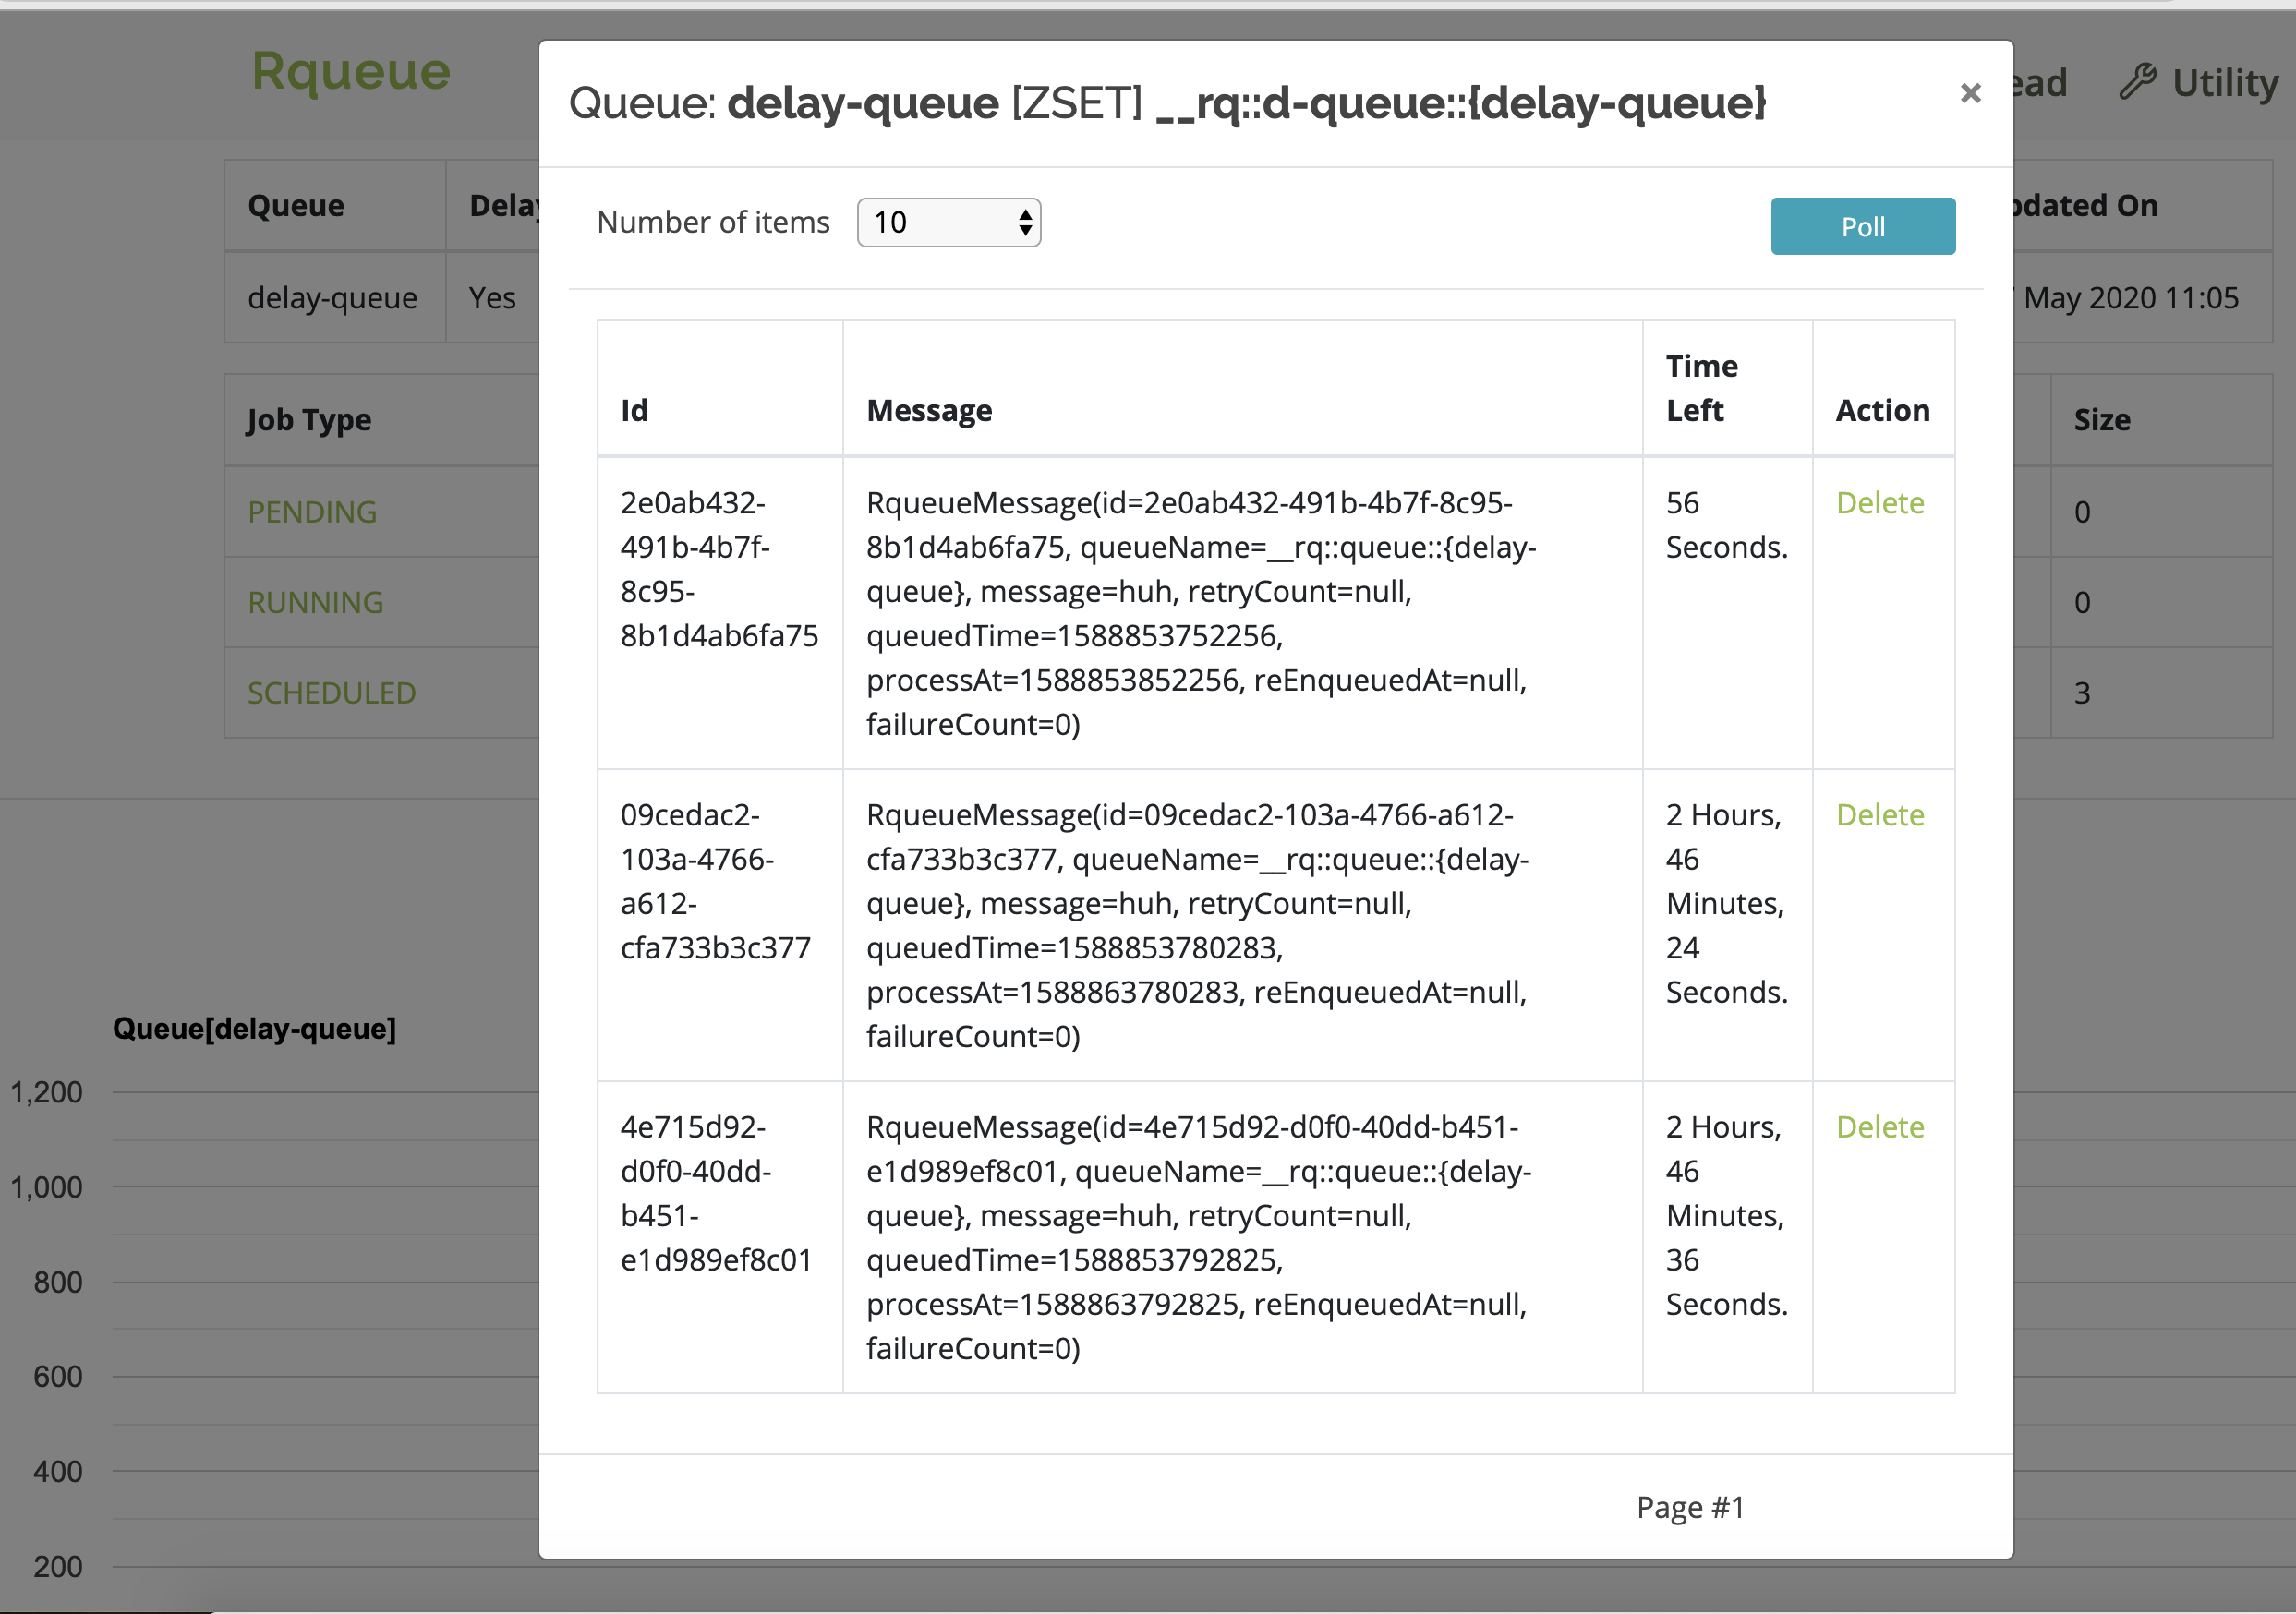 Rqueue
ead
Utility
Queue: delay-queue [ZSET] __rq::d-queue::{delay-queue}
×
Number of items
10
Poll
Queue
Delay
pdated On
delay-queue
Yes
May 2020 11:05
Job Type
Size
PENDING
0
RUNNING
0
SCHEDULED
3
Id
Message
Time
Left
Action
2e0ab432-
491b-4b7f-
8c95-
8b1d4ab6fa75
RqueueMessage(id=2e0ab432-491b-4b7f-8c95-
8b1d4ab6fa75, queueName=__rq::queue::{delay-
queue}, message=huh, retryCount=null,
queuedTime=1588853752256,
processAt=1588853852256, reEnqueuedAt=null,
failureCount=0)
56
Seconds.
Delete
09cedac2-
103a-4766-
a612-
cfa733b3c377
RqueueMessage(id=09cedac2-103a-4766-a612-
cfa733b3c377, queueName=__rq::queue::{delay-
queue}, message=huh, retryCount=null,
queuedTime=1588853780283,
processAt=1588863780283, reEnqueuedAt=null,
failureCount=0)
2 Hours,
46
Minutes,
24
Seconds.
Delete
4e715d92-
d0f0-40dd-
b451-
e1d989ef8c01
RqueueMessage(id=4e715d92-d0f0-40dd-b451-
e1d989ef8c01, queueName=__rq::queue::{delay-
queue}, message=huh, retryCount=null,
queuedTime=1588853792825,
processAt=1588863792825, reEnqueuedAt=null,
failureCount=0)
2 Hours,
46
Minutes,
36
Seconds.
Delete
Page #1
Queue[delay-queue]
1,200
1,000
800
600
400
200